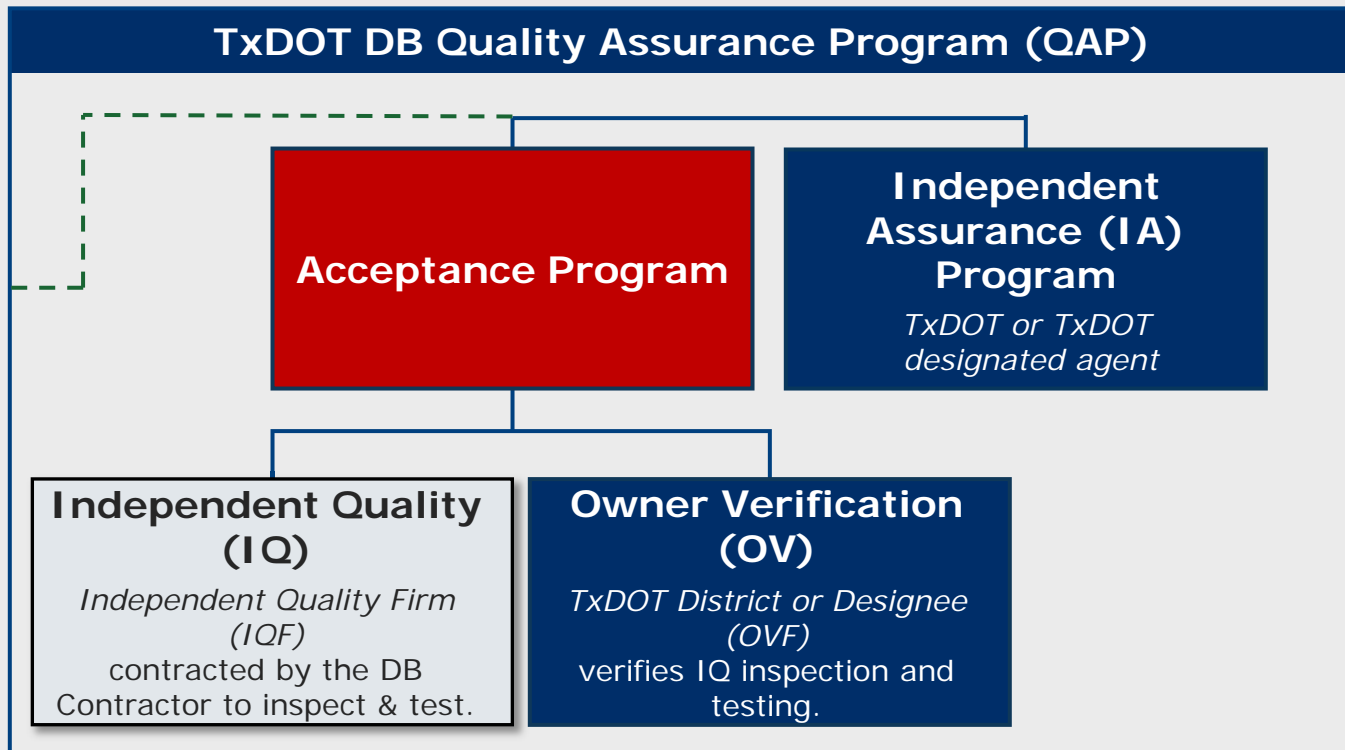 TxDOT DB Quality Assurance Program (QAP)
Acceptance Program
Independent
Assurance (IA)
Program
TxDOT or TxDOT
designated agent
Independent Quality
(IQ)
Independent Quality Firm
(IQF)
contracted by the DB
Contractor to inspect & test.
Owner Verification
(OV)
TxDOT District or Designee
(OVF)
verifies IQ inspection and
testing.